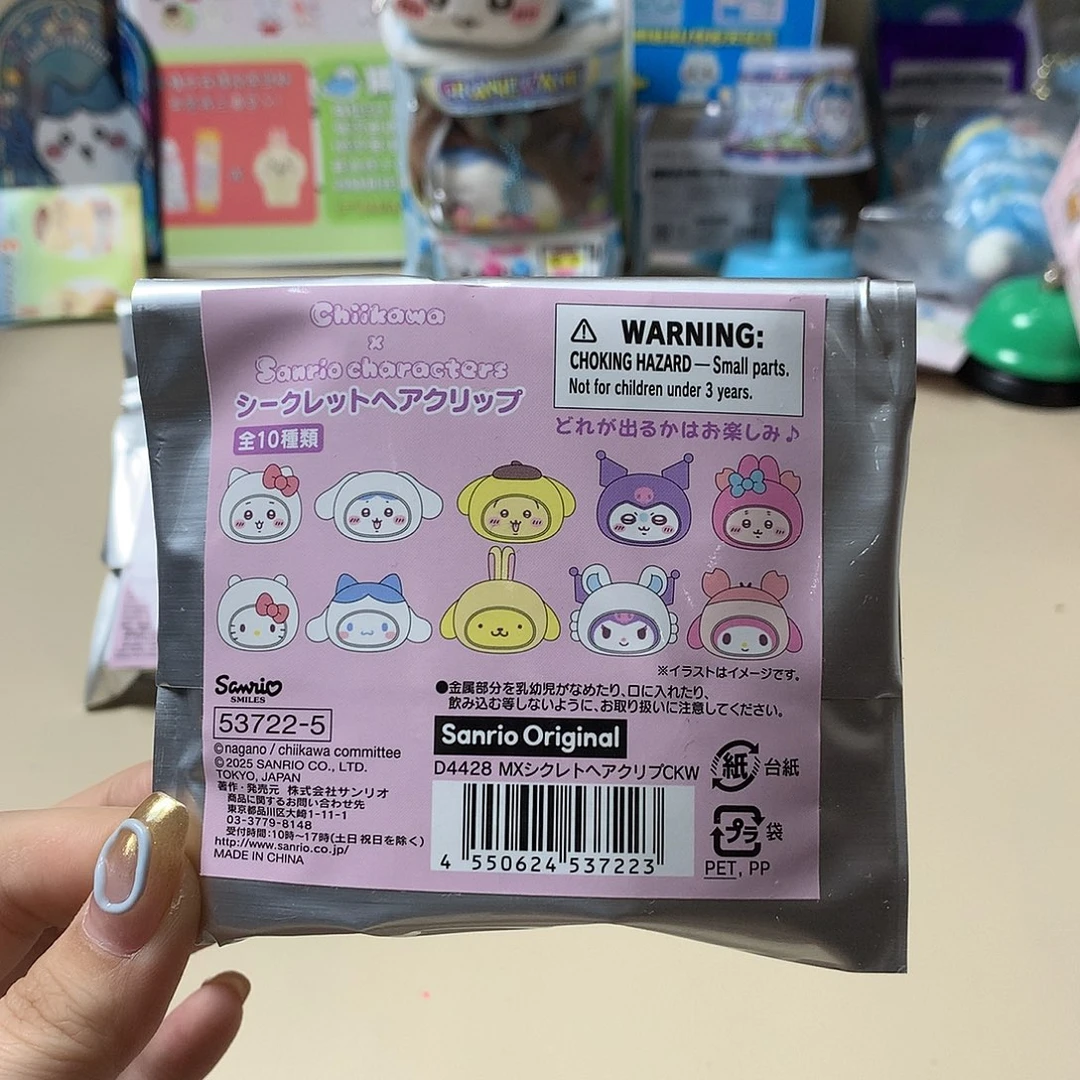 Chiikawa
x
Sanrio characters
シークレットヘアクリップ
全10種類
WARNING:
CHOKING HAZARD — Small parts.
Not for children under 3 years.
どれが出るかはお楽しみ♪
※イラストはイメージです。
Sanrio
SMILES
53722-5
©nagano / chiikawa committee
©2025 SANRIO CO., LTD.
TOKYO, JAPAN
著作・発売元 株式会社サンリオ
商品に関するお問い合わせ先
東京都品川区大崎1-11-1
03-3779-8148
受付時間:10時〜17時(土日祝日を除く)
http://www.sanrio.co.jp/
MADE IN CHINA
●金属部分を乳幼児がなめたり、口に入れたり、
飲み込む等しないように、お取り扱いに注意してください。
Sanrio Original
D4428 MXシクレトヘアクリプCKW
4 550624 537223
紙 台紙
プラ 袋
PET, PP